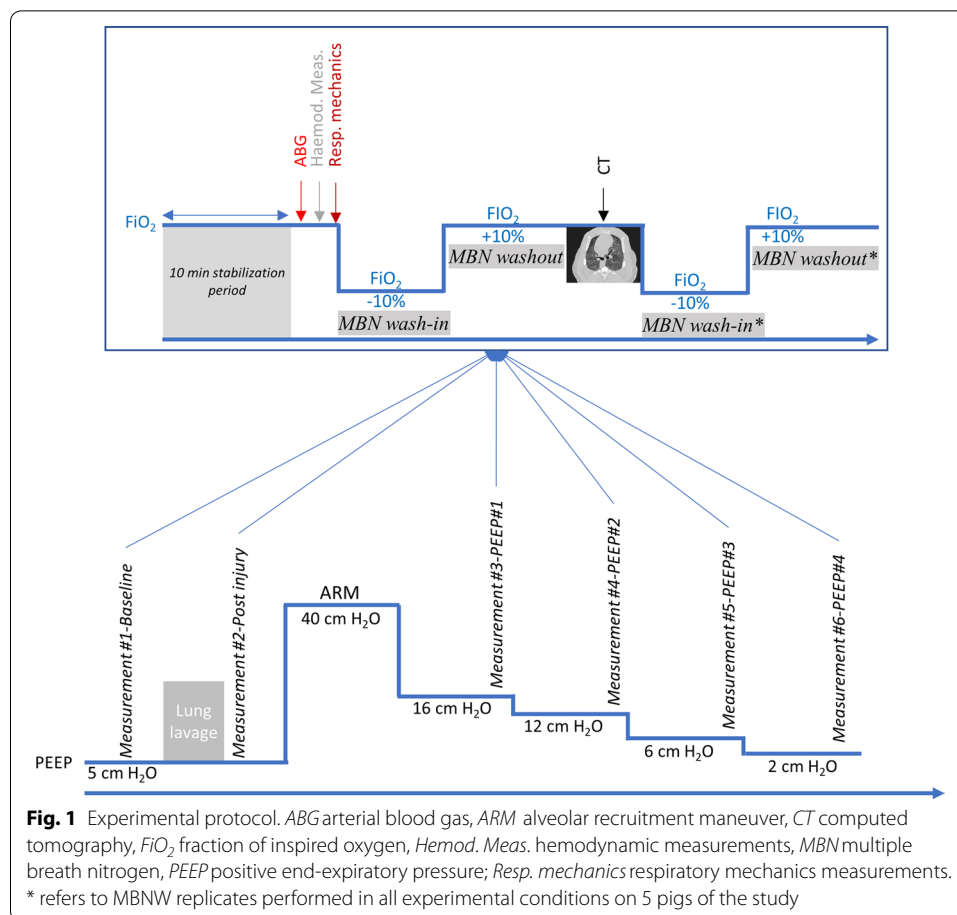 ABG
Haemod. Meas.
Resp. mechanics
CT
FiO₂
FIO₂
+10%
FIO₂
+10%
MBN washout
MBN washout*
10 min stabilization
period
FiO₂
-10%
FiO₂
-10%
MBN wash-in
MBN wash-in*
Measurement #1-Baseline
Measurement #2-Post injury
Measurement #3-PEEP#1
Measurement #4-PEEP#2
Measurement #5-PEEP#3
Measurement #6-PEEP#4
ARM
40 cm H₂O
Lung
lavage
16 cm H₂O
12 cm H₂O
6 cm H₂O
2 cm H₂O
PEEP
5 cm H₂O
Fig. 1 Experimental protocol. ABG arterial blood gas, ARM alveolar recruitment maneuver, CT computed
tomography, FiO₂ fraction of inspired oxygen, Hemod. Meas. hemodynamic measurements, MBN multiple
breath nitrogen, PEEP positive end-expiratory pressure; Resp. mechanics respiratory mechanics measurements.
* refers to MBNW replicates performed in all experimental conditions on 5 pigs of the study